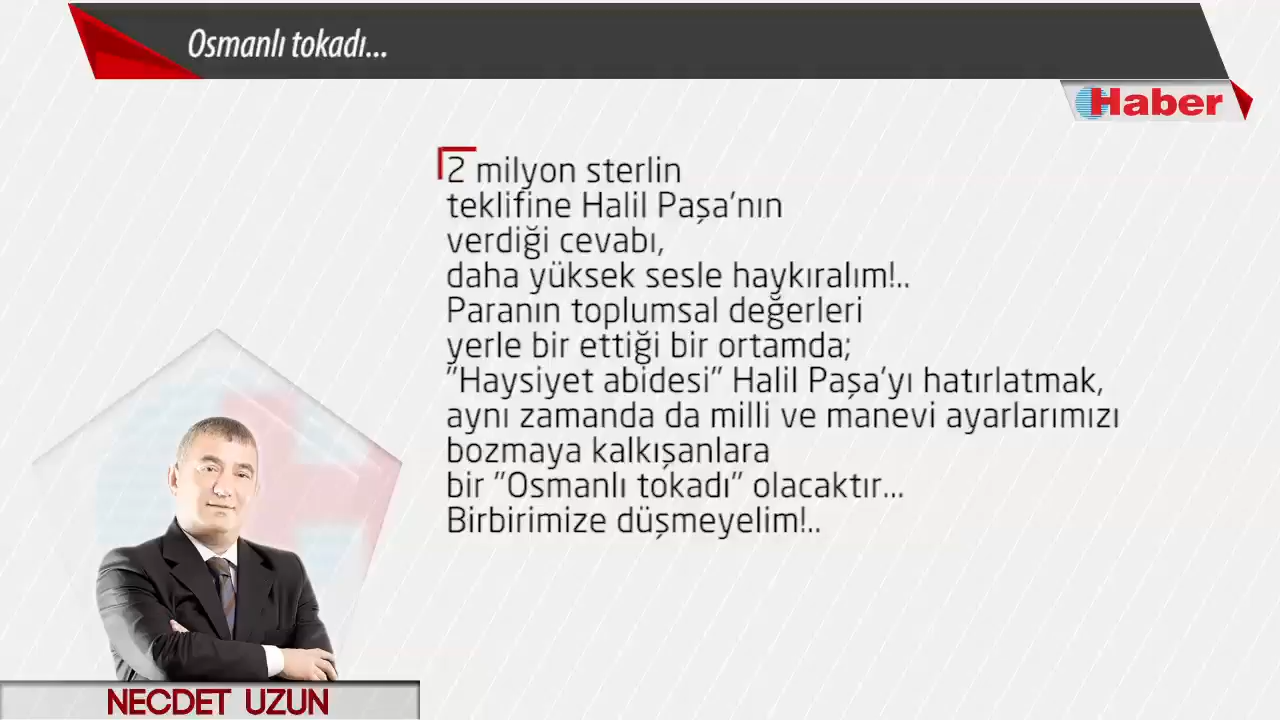 Osmanlı tokadı...
Haber
2 milyon sterlin
teklifine Halil Paşa'nın
verdiği cevabı,
daha yüksek sesle haykıralım!..
Paranın toplumsal değerleri
yerle bir ettiği bir ortamda;
"Haysiyet abidesi" Halil Paşa'yı hatırlatmak,
aynı zamanda da milli ve manevi ayarlarımızı
bozmaya kalkışanlara
bir "Osmanlı tokadı" olacaktır...
Birbirimize düşmeyelim!..
NECDET UZUN